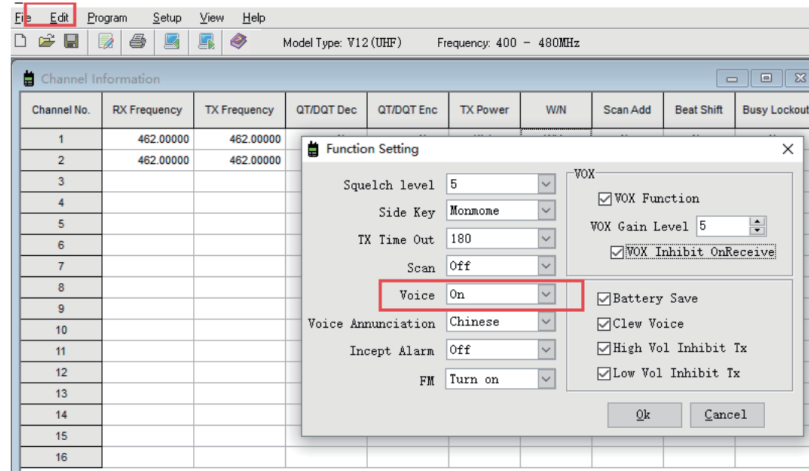 File Edit Program Setup View Help
Model Type: V12(UHF) Frequency: 400 - 480MHz
Channel Information
Channel No. RX Frequency TX Frequency QT/DQT Dec QT/DQT Enc TX Power W/N Scan Add Beat Shift Busy Lockout
1 462.00000 462.00000
2 462.00000 462.00000
3
4
5
6
7
8
9
10
11
12
13
14
15
16
Function Setting
Squelch level 5
Side Key Monmome
TX Time Out 180
Scan Off
Voice On
Voice Annunciation Chinese
Incept Alarm Off
FM Turn on
VOX
VOX Function
VOX Gain Level 5
VOX Inhibit OnReceive
Battery Save
Clew Voice
High Vol Inhibit Tx
Low Vol Inhibit Tx
Ok Cancel